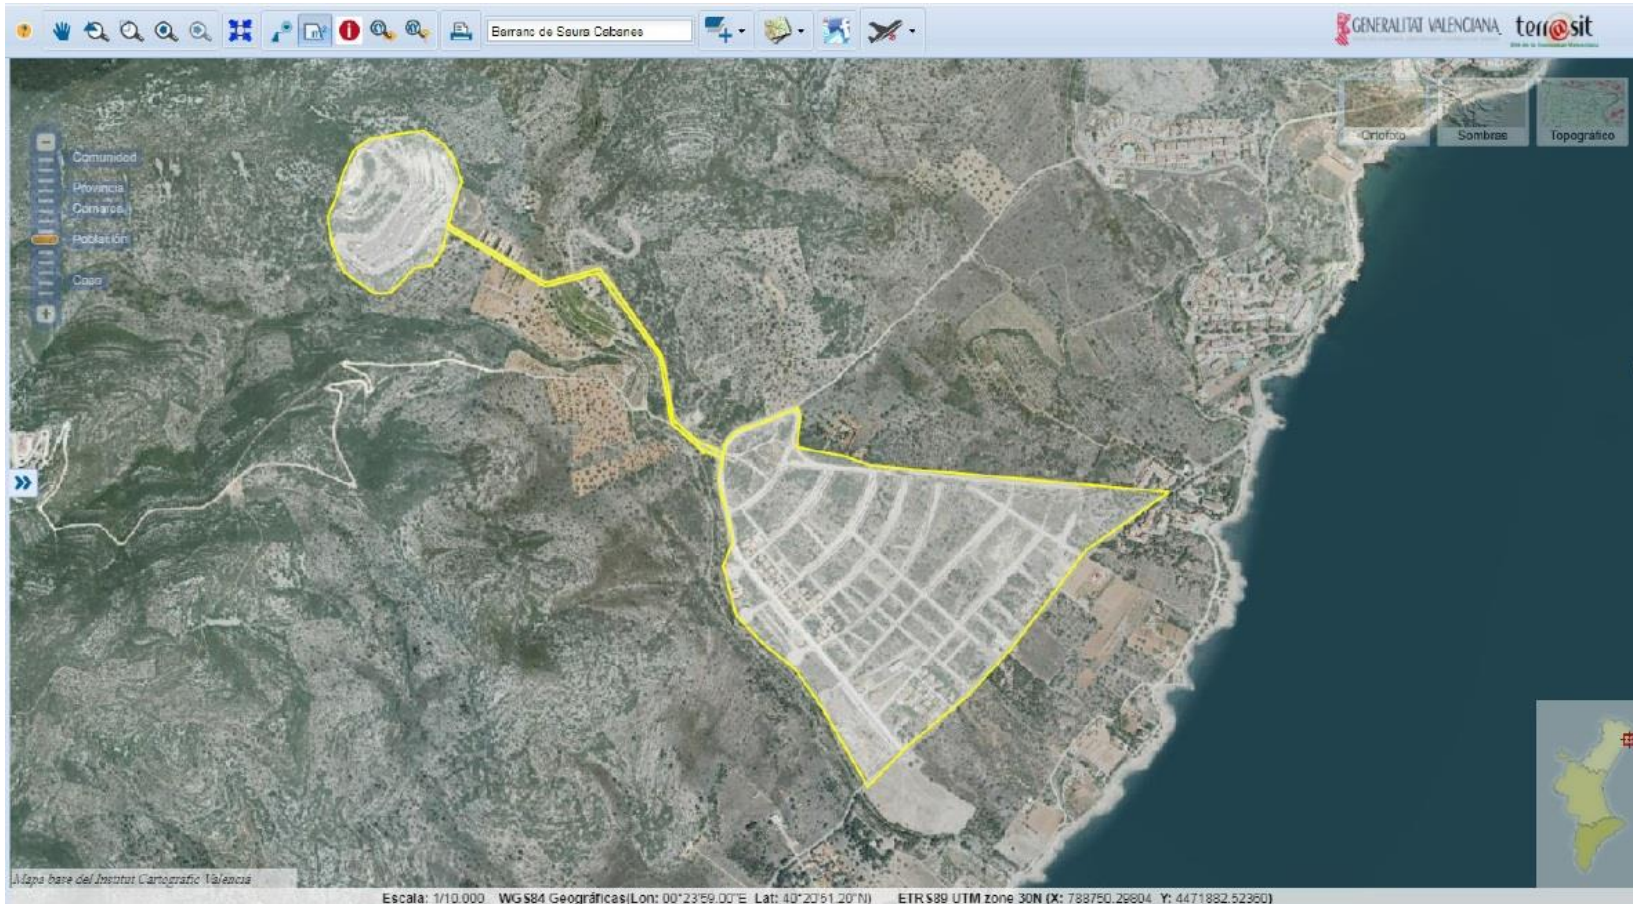 Barranc de Saura Cabanes
GENERALITAT VALENCIANA
terr@sit
Ortofoto
Sombras
Topográfico
Comunidad
Provincia
Comarca
Población
Casa
Mapa base del Institut Cartogràfic Valencià
Escala: 1/10.000 WGS84 Geográficas(Lon: 00°23'59.00"E Lat: 40°20'51.20"N) ETRS89 UTM zone 30N (X: 788750.29804 Y: 4471882.52360)